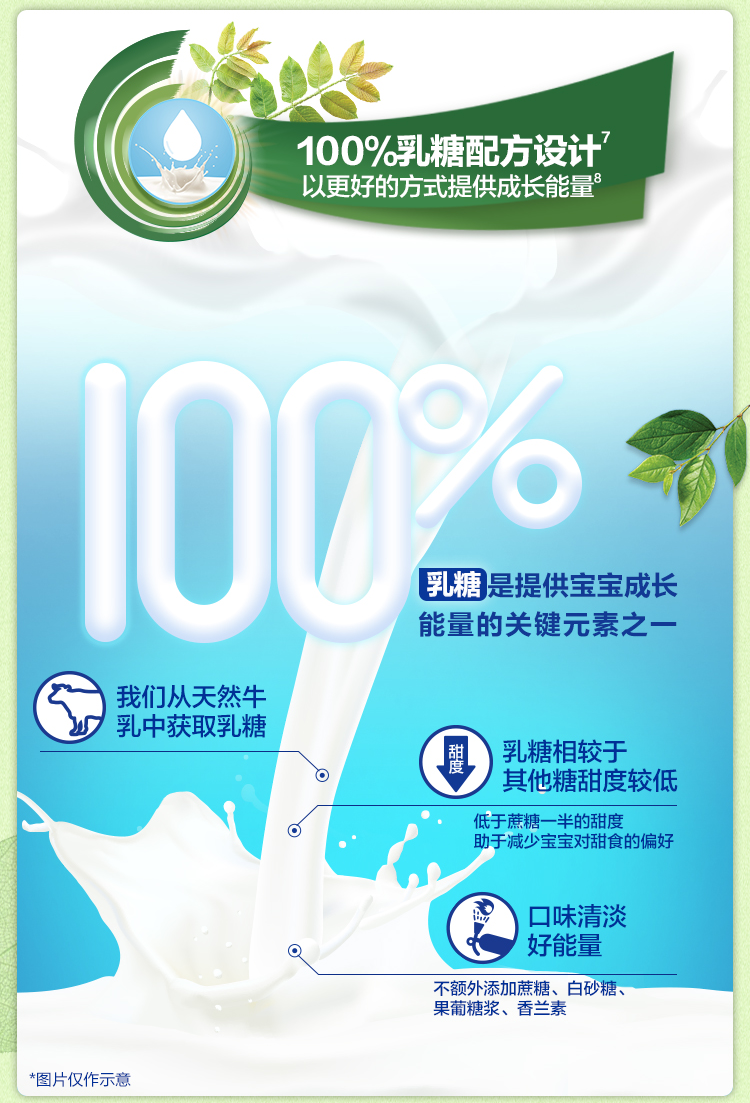 100%乳糖配方设计7
以更好的方式提供成长能量8
100%
乳糖是提供宝宝成长
能量的关键元素之一
我们从天然牛
乳中获取乳糖
甜度
乳糖相较于
其他糖甜度较低
低于蔗糖一半的甜度
助于减少宝宝对甜食的偏好
口味清淡
好能量
不额外添加蔗糖、白砂糖、
果葡糖浆、香兰素
*图片仅作示意